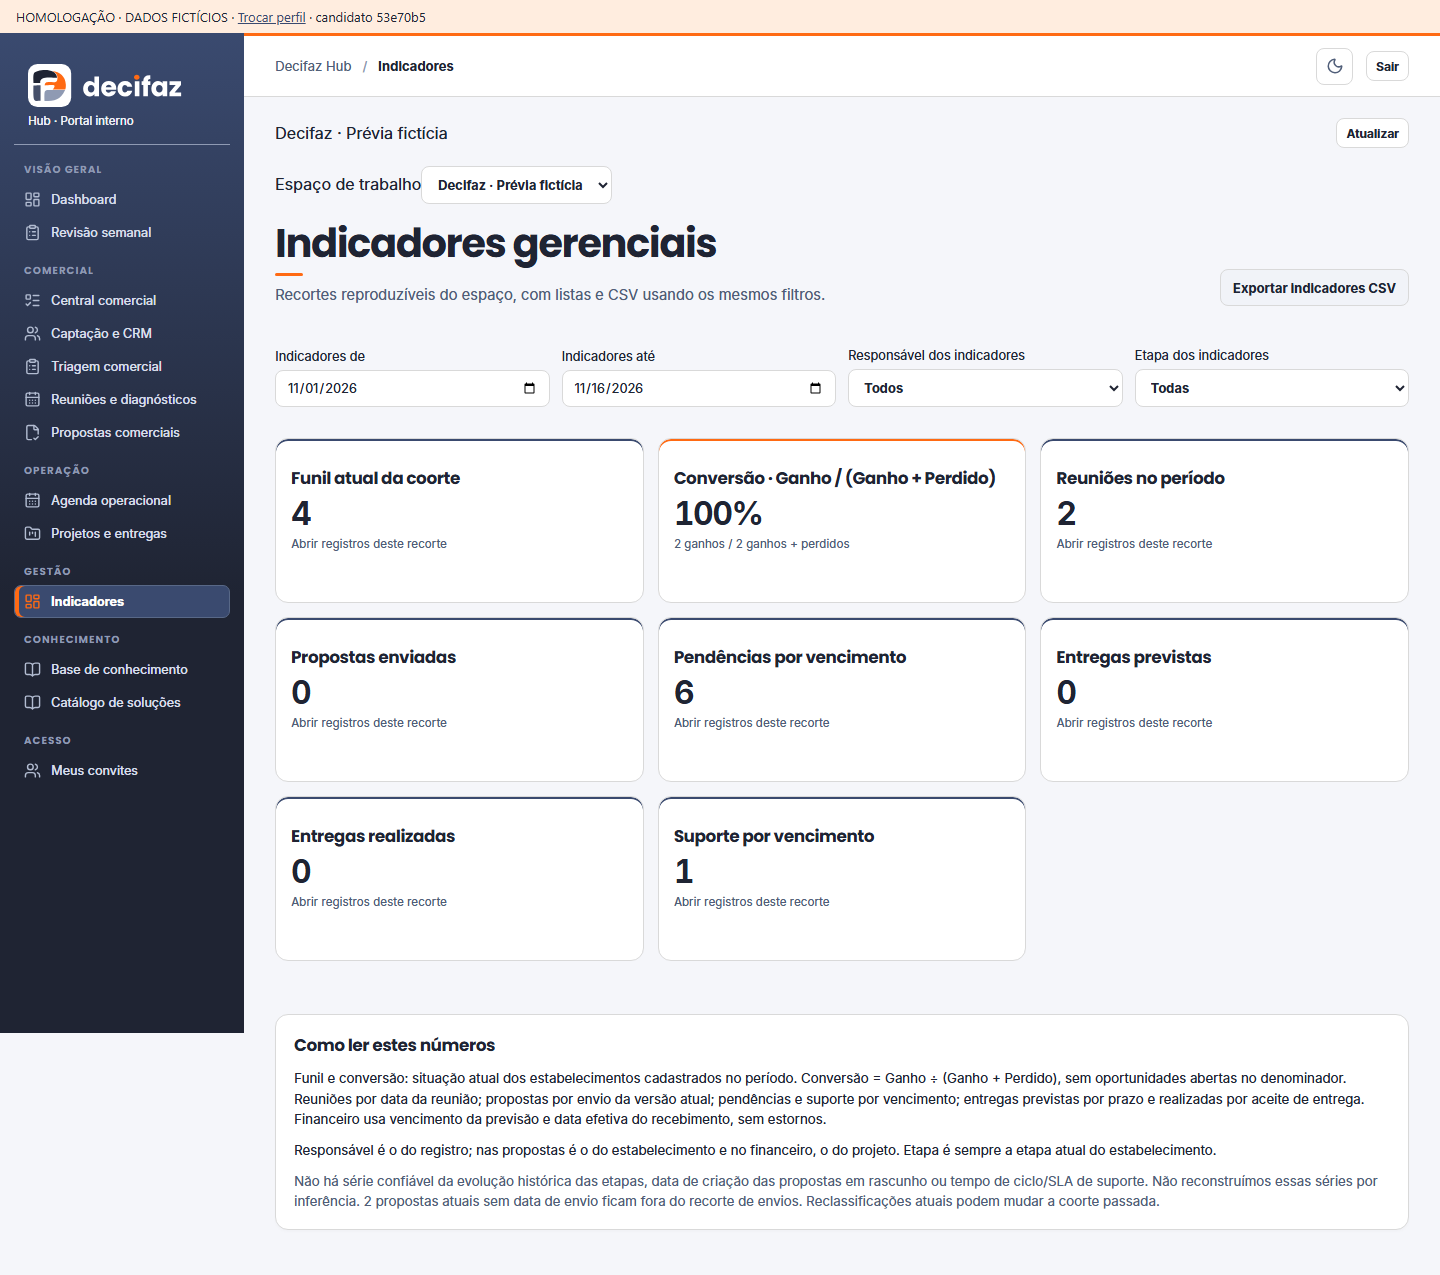 HOMOLOGAÇÃO · DADOS FICTÍCIOS · Trocar perfil · candidato 53e70b5
decifaz
Hub · Portal interno
VISÃO GERAL
Dashboard
Revisão semanal
COMERCIAL
Central comercial
Captação e CRM
Triagem comercial
Reuniões e diagnósticos
Propostas comerciais
OPERAÇÃO
Agenda operacional
Projetos e entregas
GESTÃO
Indicadores
CONHECIMENTO
Base de conhecimento
Catálogo de soluções
ACESSO
Meus convites
Decifaz Hub / Indicadores
Sair
Decifaz · Prévia fictícia
Atualizar
Espaço de trabalho Decifaz · Prévia fictícia
Indicadores gerenciais
Recortes reproduzíveis do espaço, com listas e CSV usando os mesmos filtros.
Exportar indicadores CSV
Indicadores de
11/01/2026
Indicadores até
11/16/2026
Responsável dos indicadores
Todos
Etapa dos indicadores
Todas
Funil atual da coorte
4
Abrir registros deste recorte
Conversão · Ganho / (Ganho + Perdido)
100%
2 ganhos / 2 ganhos + perdidos
Reuniões no período
2
Abrir registros deste recorte
Propostas enviadas
0
Abrir registros deste recorte
Pendências por vencimento
6
Abrir registros deste recorte
Entregas previstas
0
Abrir registros deste recorte
Entregas realizadas
0
Abrir registros deste recorte
Suporte por vencimento
1
Abrir registros deste recorte
Como ler estes números
Funil e conversão: situação atual dos estabelecimentos cadastrados no período. Conversão = Ganho ÷ (Ganho + Perdido), sem oportunidades abertas no denominador.
Reuniões por data da reunião; propostas por envio da versão atual; pendências e suporte por vencimento; entregas previstas por prazo e realizadas por aceite de entrega.
Financeiro usa vencimento da previsão e data efetiva do recebimento, sem estornos.
Responsável é o do registro; nas propostas é o do estabelecimento e no financeiro, o do projeto. Etapa é sempre a etapa atual do estabelecimento.
Não há série confiável da evolução histórica das etapas, data de criação das propostas em rascunho ou tempo de ciclo/SLA de suporte. Não reconstruímos essas séries por
inferência. 2 propostas atuais sem data de envio ficam fora do recorte de envios. Reclassificações atuais podem mudar a coorte passada.